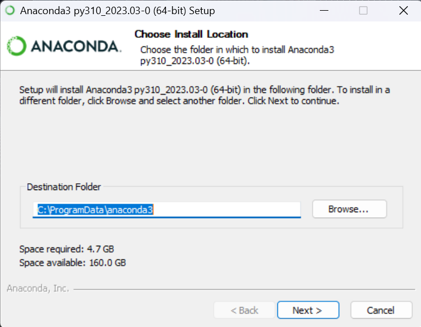 Anaconda3 py310_2023.03-0 (64-bit) Setup
ANACONDA.
Choose Install Location
Choose the folder in which to install Anaconda3
py310_2023.03-0 (64-bit).
Setup will install Anaconda3 py310_2023.03-0 (64-bit) in the following folder. To install in a
different folder, click Browse and select another folder. Click Next to continue.
Destination Folder
C:\ProgramData\anaconda3
Browse...
Space required: 4.7 GB
Space available: 160.0 GB
Anaconda, Inc.
< Back
Next >
Cancel